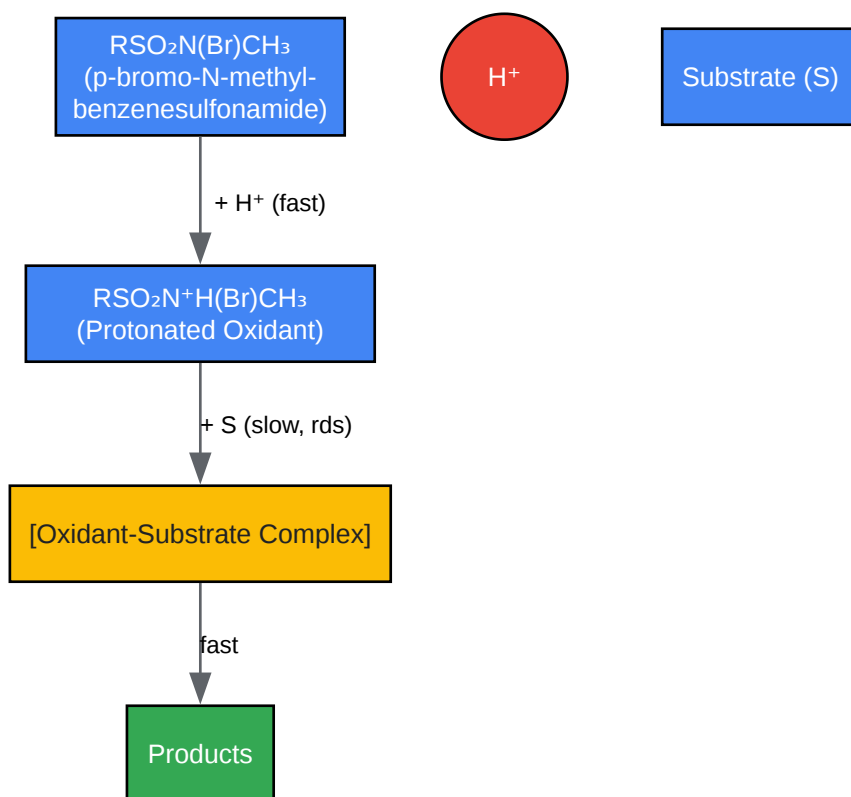 RSO₂N(Br)CH₃
(p-bromo-N-methyl-
benzenesulfonamide)
H⁺
Substrate (S)
+ H⁺ (fast)
RSO₂N⁺H(Br)CH₃
(Protonated Oxidant)
+ S (slow, rds)
[Oxidant-Substrate Complex]
fast
Products